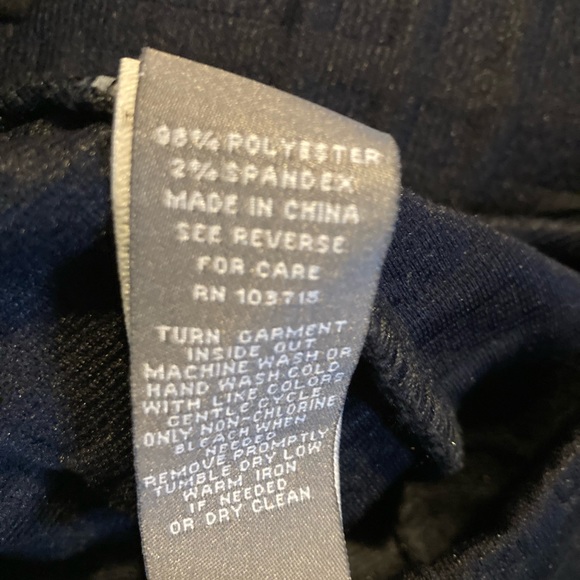 98% POLYESTER
2% SPANDEX
MADE IN CHINA
SEE REVERSE
FOR CARE
RN 103715
TURN GARMENT
INSIDE OUT
MACHINE WASH OR
HAND WASH COLD
WITH LIKE COLORS
GENTLE CYCLE
ONLY NON-CHLORINE
BLEACH WHEN
NEEDED
REMOVE PROMPTLY
TUMBLE DRY LOW
WARM IRON
IF NEEDED
OR DRY CLEAN